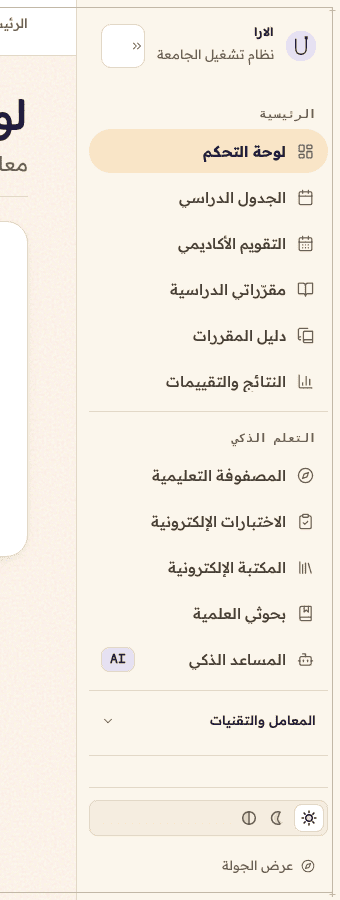 الارا
نظام تشغيل الجامعة
الرئيسية
لوحة التحكم
الجدول الدراسي
التقويم الأكاديمي
مقرّراتي الدراسية
دليل المقررات
النتائج والتقييمات
التعلم الذكي
المصفوفة التعليمية
الاختبارات الإلكترونية
المكتبة الإلكترونية
بحوثي العلمية
المساعد الذكي AI
المعامل والتقنيات
عرض الجولة